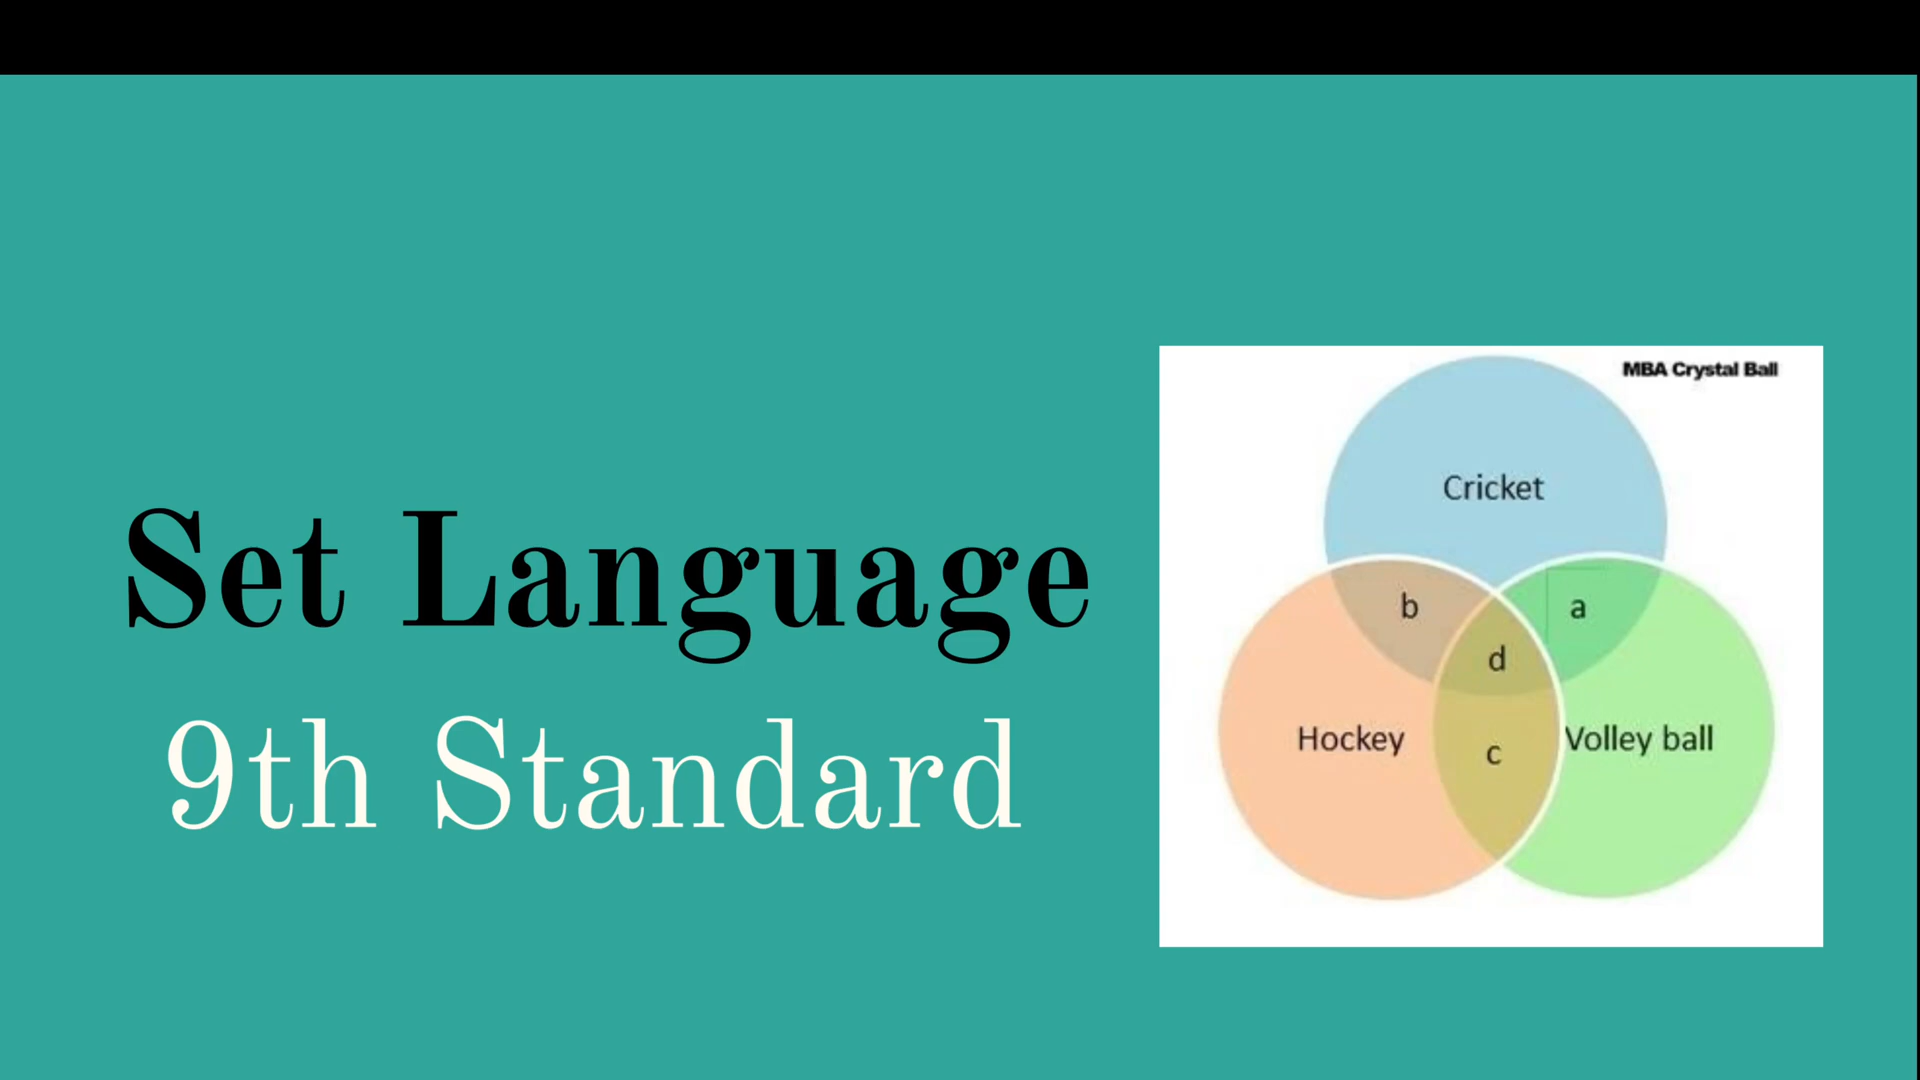 Set Language
9th Standard
MBA Crystal Ball
Cricket
b
a
d
Hockey
c
Volley ball